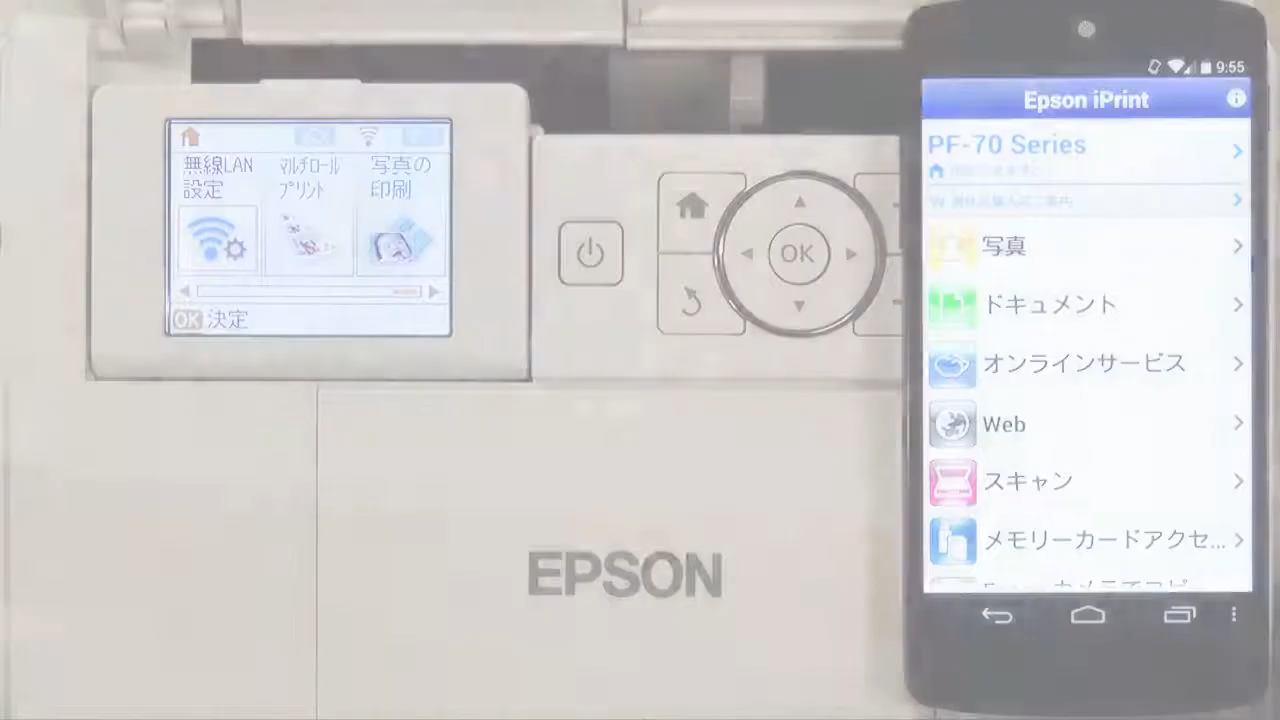 無線LAN
設定
マルチロール
プリント
写真の
印刷
OK 決定
OK
EPSON
9:55
Epson iPrint
PF-70 Series
写真
ドキュメント
オンラインサービス
Web
スキャン
メモリーカードアクセ...